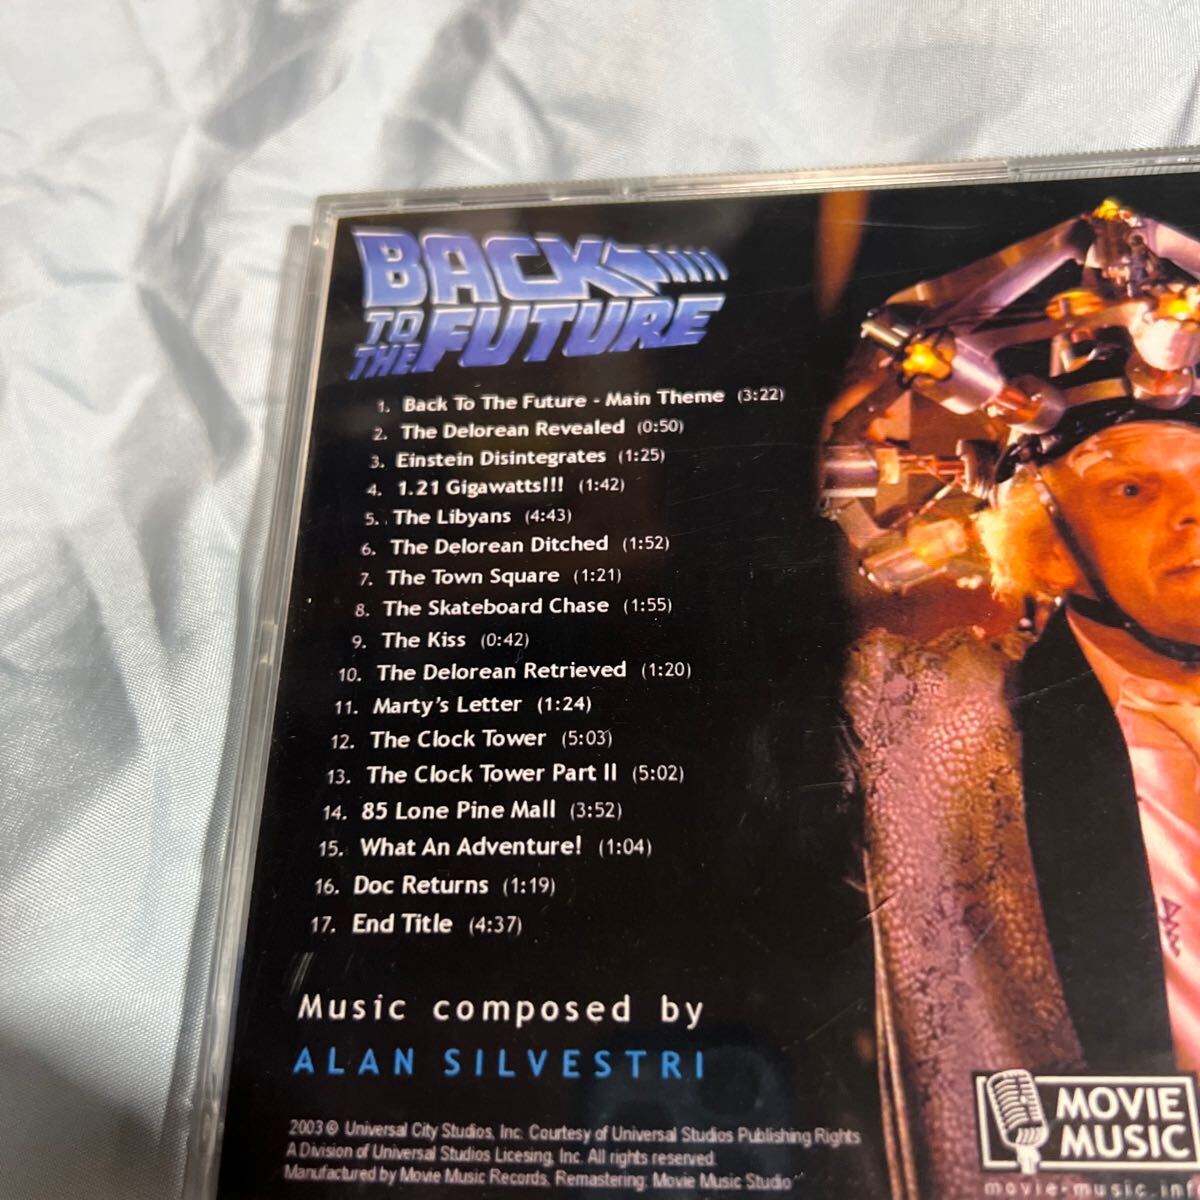 BACK
TO
THE FUTURE
1. Back To The Future - Main Theme (3:22)
2. The Delorean Revealed (0:50)
3. Einstein Disintegrates (1:25)
4. 1.21 Gigawatts!!! (1:42)
5. The Libyans (4:43)
6. The Delorean Ditched (1:52)
7. The Town Square (1:21)
8. The Skateboard Chase (1:55)
9. The Kiss (0:42)
10. The Delorean Retrieved (1:20)
11. Marty's Letter (1:24)
12. The Clock Tower (5:03)
13. The Clock Tower Part II (5:02)
14. 85 Lone Pine Mall (3:52)
15. What An Adventure! (1:04)
16. Doc Returns (1:19)
17. End Title (4:37)
Music composed by
ALAN SILVESTRI
2003 © Universal City Studios, Inc. Courtesy of Universal Studios Publishing Rights
A Division of Universal Studios Licesing, Inc. All rights reserved.
Manufactured by Movie Music Records, Remastering: Movie Music Studio
MOVIE
MUSIC
movie-music.inf